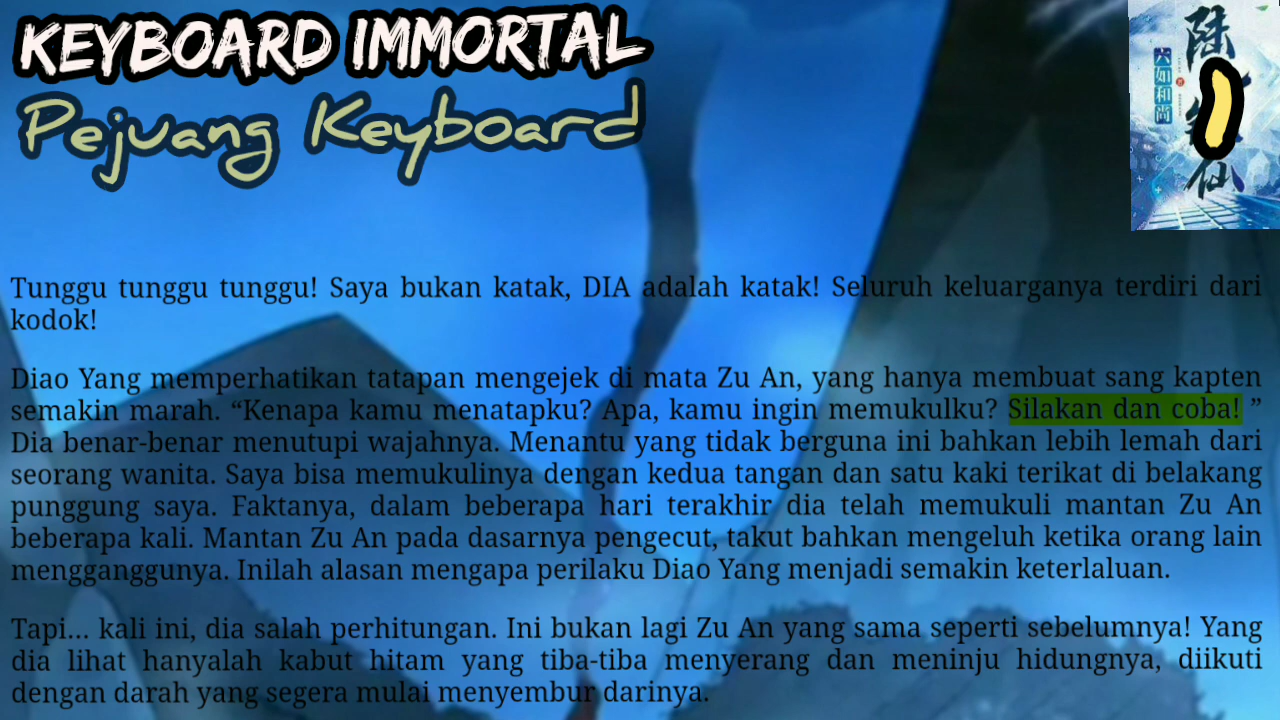 KEYBOARD IMMORTAL
Pejuang Keyboard
陆
仙
六如和尚
Tunggu tunggu tunggu! Saya bukan katak, DIA adalah katak! Seluruh keluarganya terdiri dari
kodok!
Diao Yang memperhatikan tatapan mengejek di mata Zu An, yang hanya membuat sang kapten
semakin marah. “Kenapa kamu menatapku? Apa, kamu ingin memukulku? Silakan dan coba! ”
Dia benar-benar menutupi wajahnya. Menantu yang tidak berguna ini bahkan lebih lemah dari
seorang wanita. Saya bisa memukulinya dengan kedua tangan dan satu kaki terikat di belakang
punggung saya. Faktanya, dalam beberapa hari terakhir dia telah memukuli mantan Zu An
beberapa kali. Mantan Zu An pada dasarnya pengecut, takut bahkan mengeluh ketika orang lain
mengganggunya. Inilah alasan mengapa perilaku Diao Yang menjadi semakin keterlaluan.
Tapi… kali ini, dia salah perhitungan. Ini bukan lagi Zu An yang sama seperti sebelumnya! Yang
dia lihat hanyalah kabut hitam yang tiba-tiba menyerang dan meninju hidungnya, diikuti
dengan darah yang segera mulai menyembur darinya.